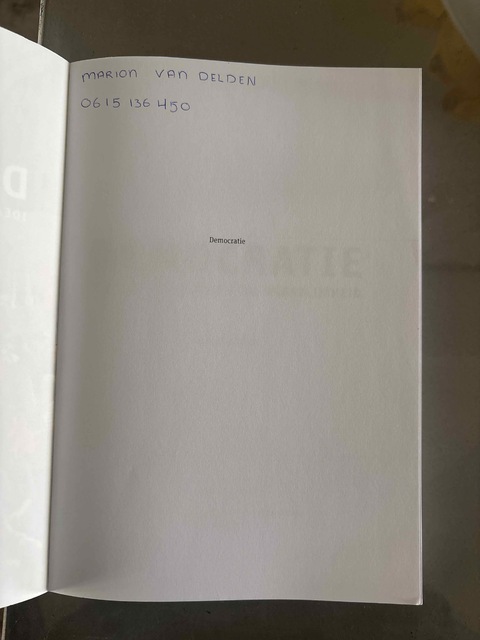 MARION VAN DELDEN
0615 136 450
Democratie